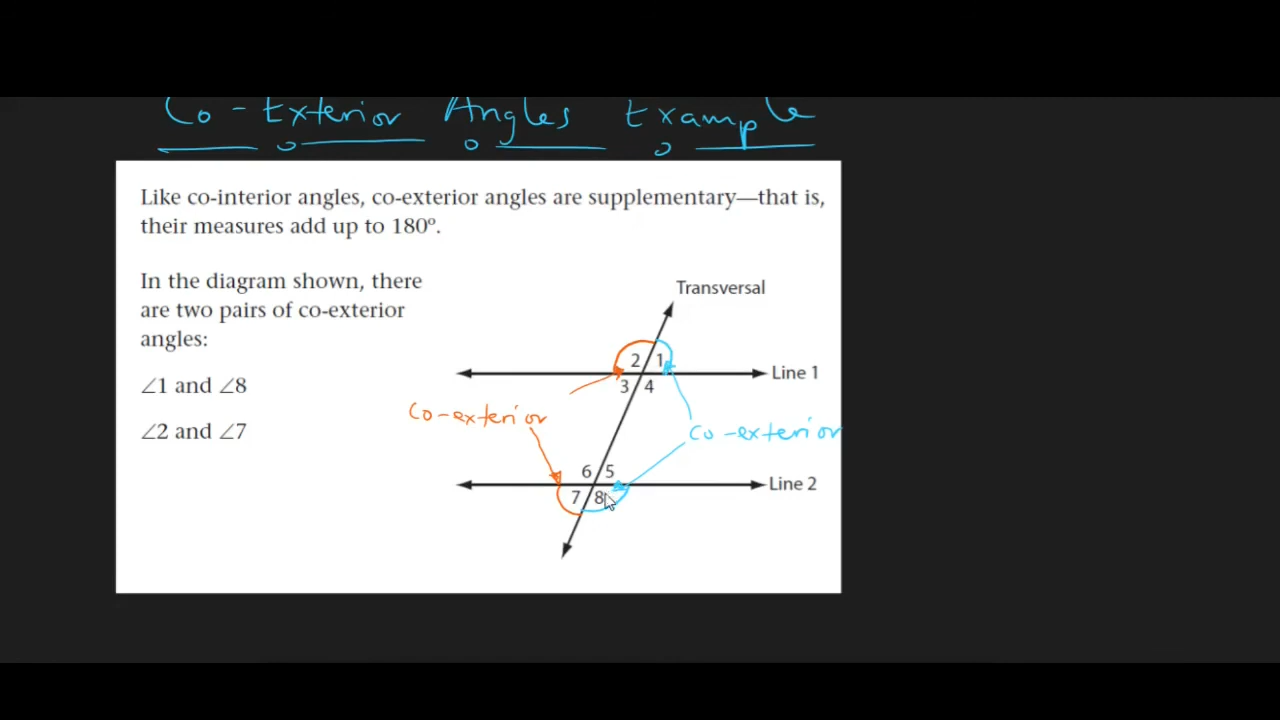 Co-Exterior Angles Example
Like co-interior angles, co-exterior angles are supplementary—that is,
their measures add up to 180º.
In the diagram shown, there
are two pairs of co-exterior
angles:
∠1 and ∠8
∠2 and ∠7
Transversal
2 1
Line 1
3 4
Co-exterior
Co-exterior
6 5
Line 2
7 8